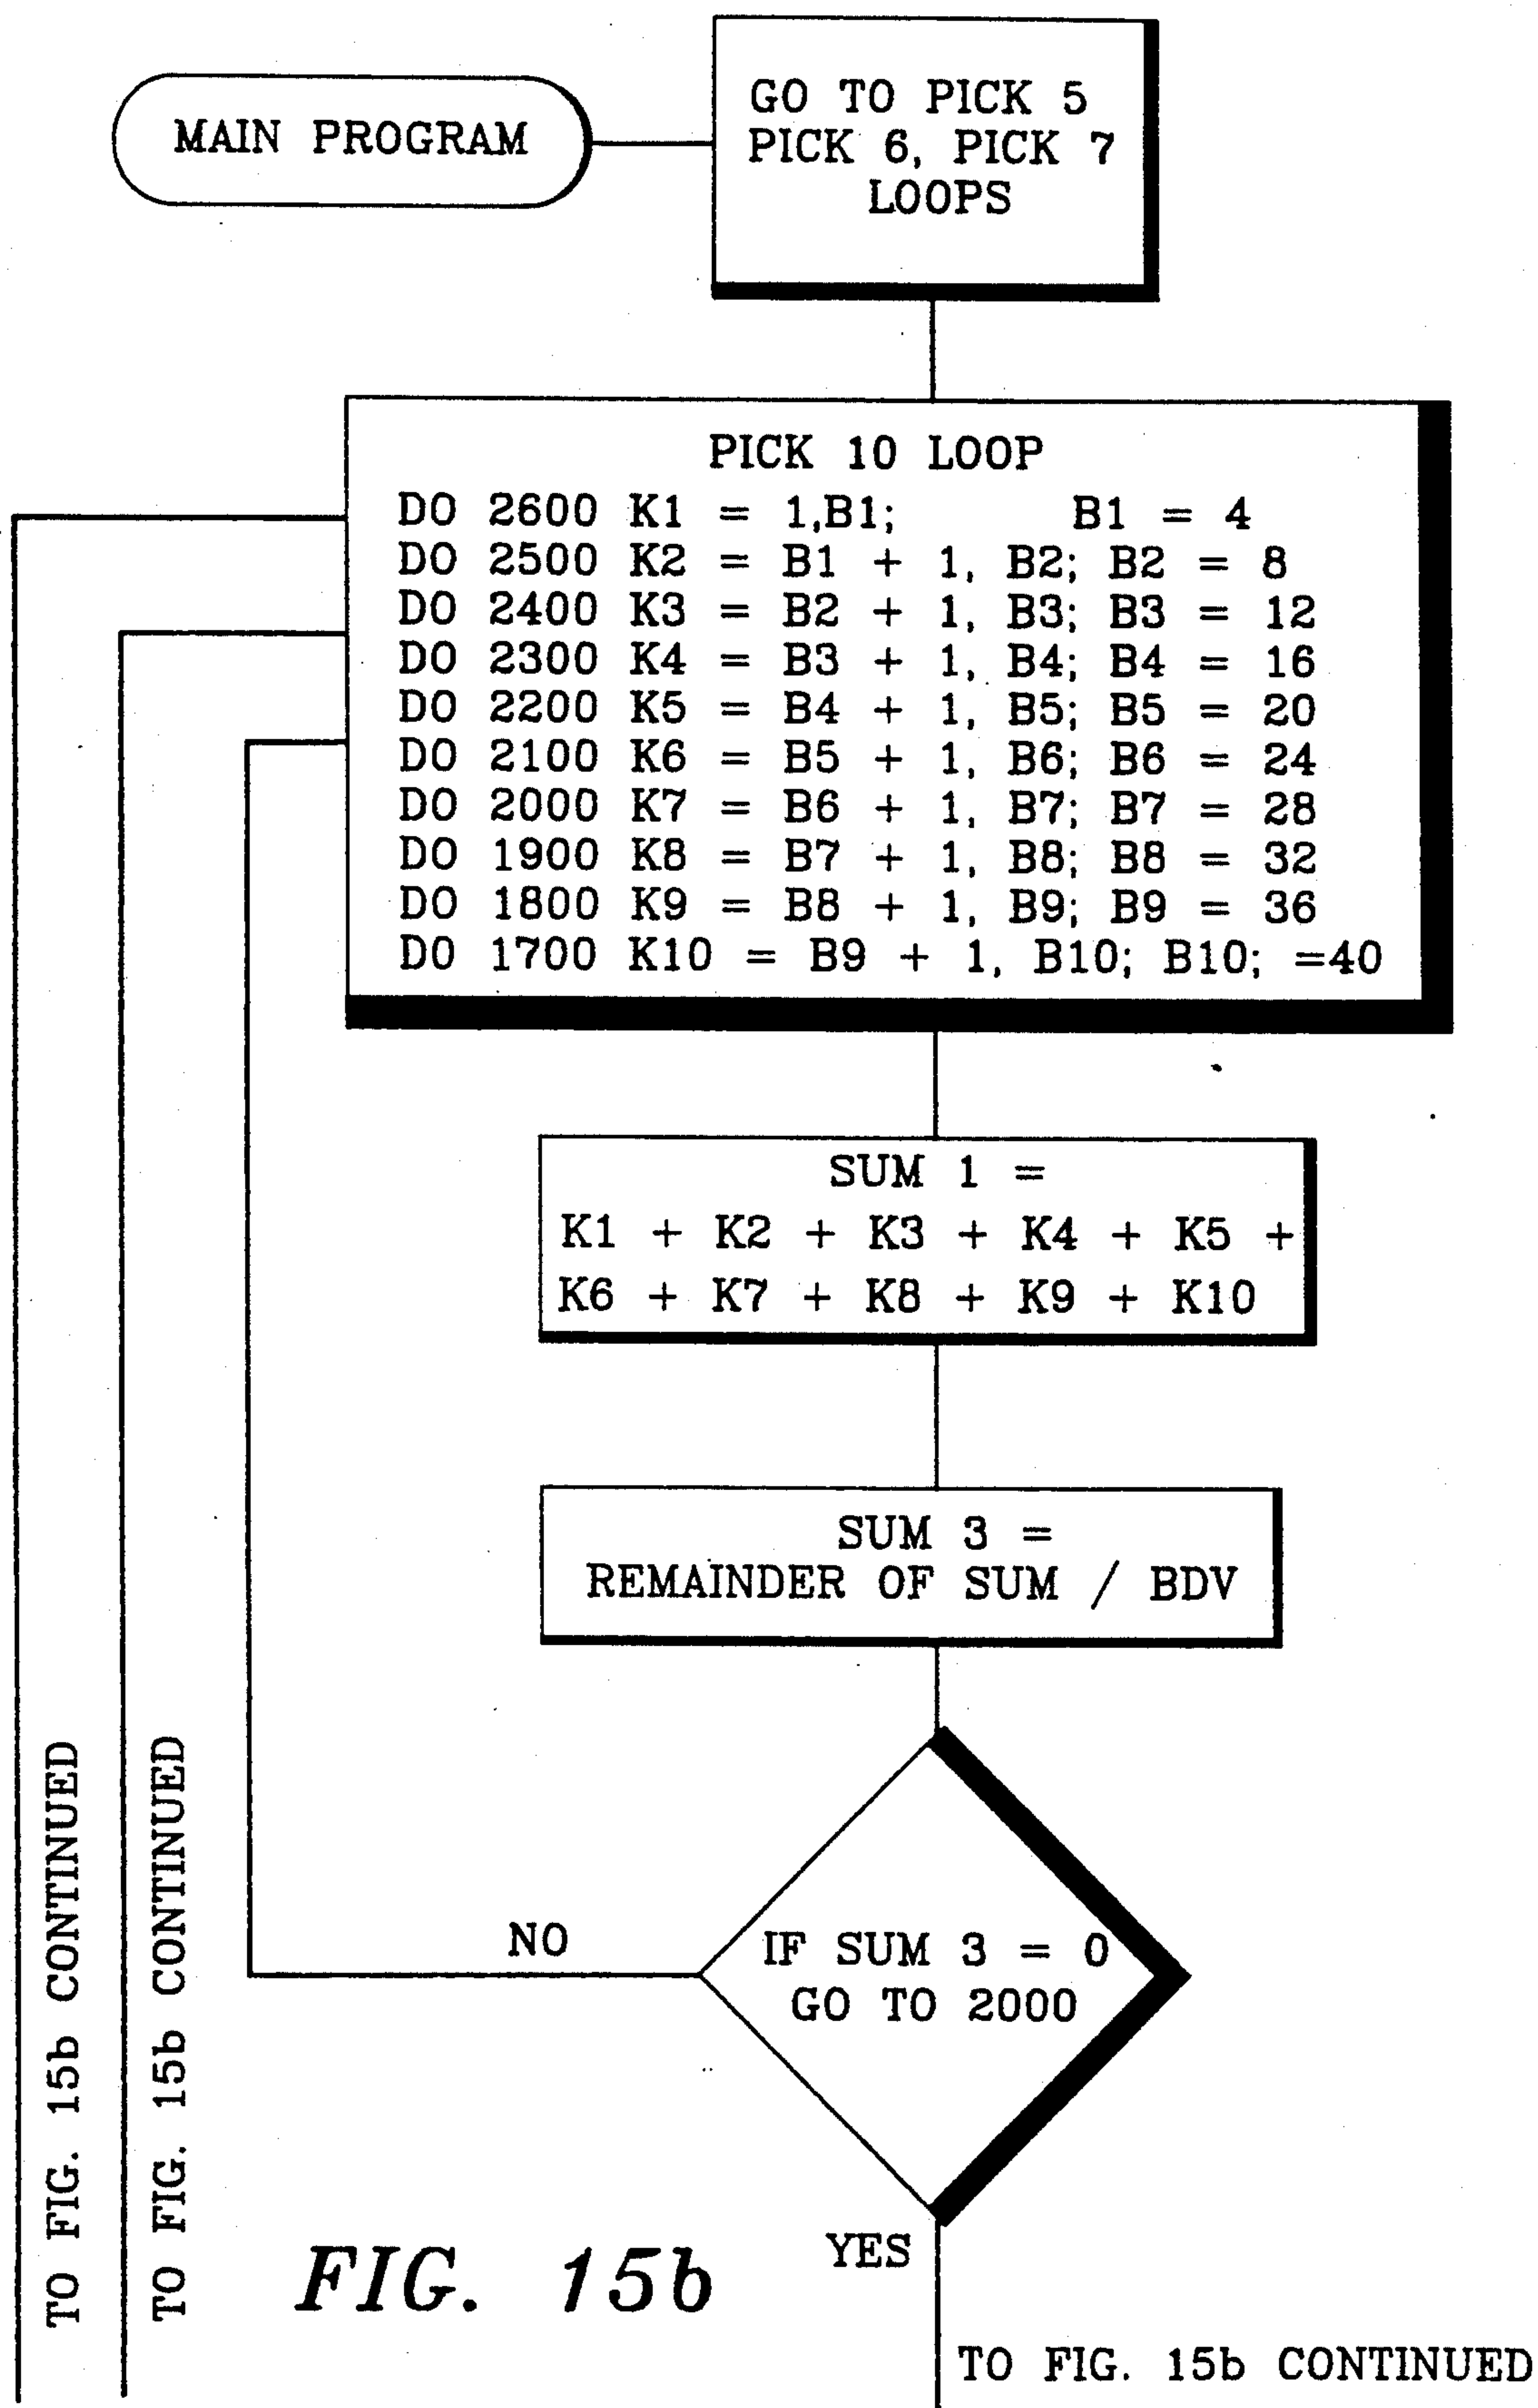 MAIN PROGRAM
GO TO PICK 5
PICK 6, PICK 7
LOOPS
PICK 10 LOOP
DO 2600 K1 = 1,B1; B1 = 4
DO 2500 K2 = B1 + 1, B2; B2 = 8
DO 2400 K3 = B2 + 1, B3; B3 = 12
DO 2300 K4 = B3 + 1, B4; B4 = 16
DO 2200 K5 = B4 + 1, B5; B5 = 20
DO 2100 K6 = B5 + 1, B6; B6 = 24
DO 2000 K7 = B6 + 1, B7; B7 = 28
DO 1900 K8 = B7 + 1, B8; B8 = 32
DO 1800 K9 = B8 + 1, B9; B9 = 36
DO 1700 K10 = B9 + 1, B10; B10; =40
SUM 1 =
K1 + K2 + K3 + K4 + K5 +
K6 + K7 + K8 + K9 + K10
SUM 3 =
REMAINDER OF SUM / BDV
IF SUM 3 = 0
GO TO 2000
NO
YES
TO FIG. 15b CONTINUED
TO FIG. 15b CONTINUED
FIG. 15b
TO FIG. 15b CONTINUED